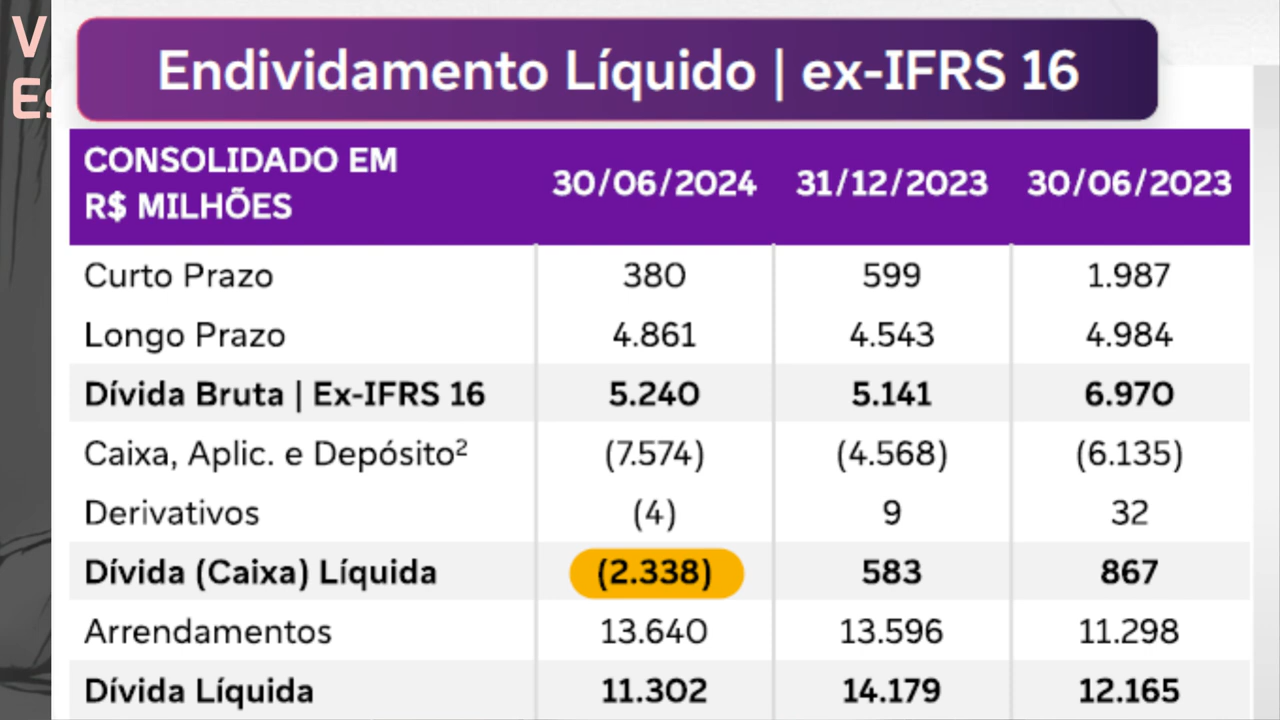 V
Es
Endividamento Líquido | ex-IFRS 16
CONSOLIDADO EM
R$ MILHÕES
30/06/2024 31/12/2023 30/06/2023
Curto Prazo 380 599 1.987
Longo Prazo 4.861 4.543 4.984
Dívida Bruta | Ex-IFRS 16 5.240 5.141 6.970
Caixa, Aplic. e Depósito² (7.574) (4.568) (6.135)
Derivativos (4) 9 32
Dívida (Caixa) Líquida (2.338) 583 867
Arrendamentos 13.640 13.596 11.298
Dívida Líquida 11.302 14.179 12.165